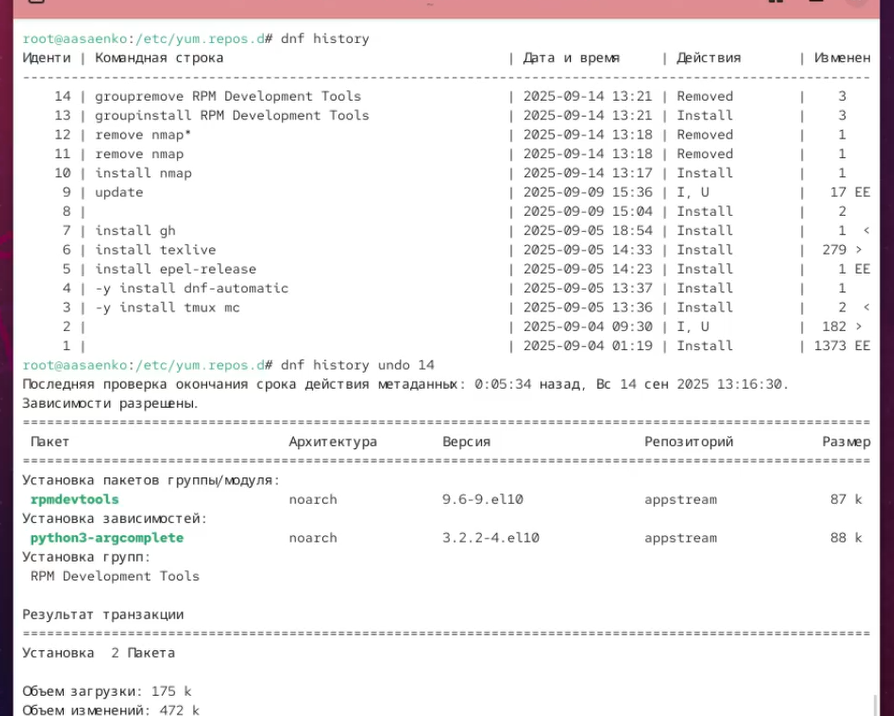 root@aasaenko:/etc/yum.repos.d# dnf history
Иденти | Командная строка | Дата и время | Действия | Изменен
--------------------------------------------------------------------------------
14 | groupremove RPM Development Tools | 2025-09-14 13:21 | Removed | 3
13 | groupinstall RPM Development Tools | 2025-09-14 13:21 | Install | 3
12 | remove nmap* | 2025-09-14 13:18 | Removed | 1
11 | remove nmap | 2025-09-14 13:18 | Removed | 1
10 | install nmap | 2025-09-14 13:17 | Install | 1
9 | update | 2025-09-09 15:36 | I, U | 17 EE
8 | | 2025-09-09 15:04 | Install | 2
7 | install gh | 2025-09-05 18:54 | Install | 1 <
6 | install texlive | 2025-09-05 14:33 | Install | 279 >
5 | install epel-release | 2025-09-05 14:23 | Install | 1 EE
4 | -y install dnf-automatic | 2025-09-05 13:37 | Install | 1
3 | -y install tmux mc | 2025-09-05 13:36 | Install | 2 <
2 | | 2025-09-04 09:30 | I, U | 182 >
1 | | 2025-09-04 01:19 | Install | 1373 EE
root@aasaenko:/etc/yum.repos.d# dnf history undo 14
Последняя проверка окончания срока действия метаданных: 0:05:34 назад, Вс 14 сен 2025 13:16:30.
Зависимости разрешены.
================================================================================
Пакет Архитектура Версия Репозиторий Размер
================================================================================
Установка пакетов группы/модуля:
rpmdevtools noarch 9.6-9.el10 appstream 87 k
Установка зависимостей:
python3-argcomplete noarch 3.2.2-4.el10 appstream 88 k
Установка групп:
RPM Development Tools
Результат транзакции
================================================================================
Установка 2 Пакета
Объем загрузки: 175 k
Объем изменений: 472 k